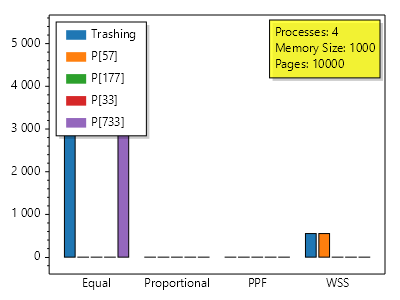 5 000
4 000
3 000
2 000
1 000
0
Trashing
P[57]
P[177]
P[33]
P[733]
Processes: 4
Memory Size: 1000
Pages: 10000
Equal Proportional PPF WSS